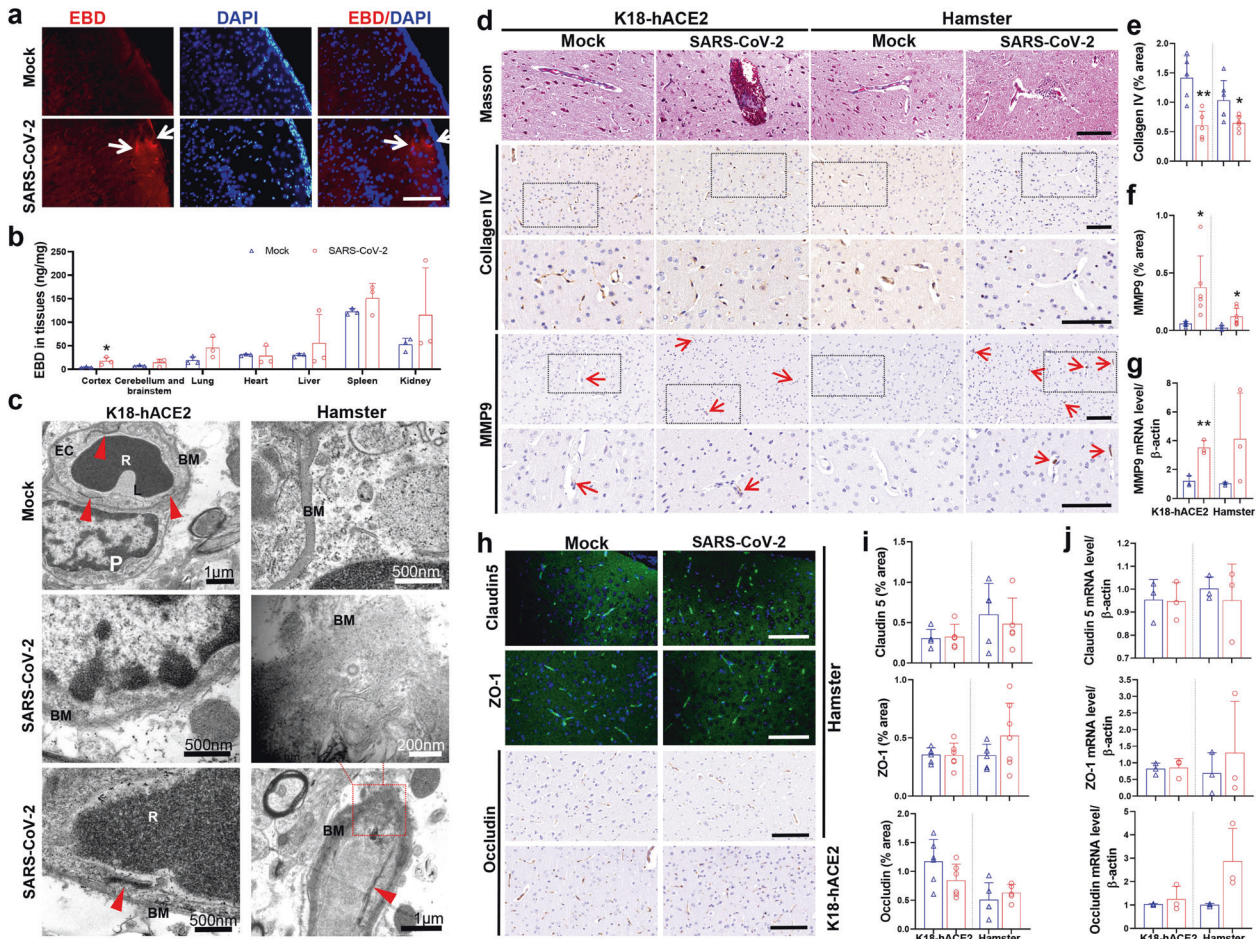 a
EBD
DAPI
EBD/DAPI
Mock
SARS-CoV-2
b
EBD in tissues (ng/mg)
250
200
150
100
50
0
Mock
SARS-CoV-2
*
Cortex
Cerebellum and
brainstem
Lung
Heart
Liver
Spleen
Kidney
c
K18-hACE2
Hamster
Mock
EC
R
BM
L
P
1μm
BM
500nm
SARS-CoV-2
BM
500nm
BM
200nm
SARS-CoV-2
R
BM
500nm
BM
1μm
d
K18-hACE2
Hamster
Mock
SARS-CoV-2
Mock
SARS-CoV-2
Masson
Collagen IV
MMP9
e
Collagen IV (% area)
2.0
1.5
1.0
0.5
0.0
**
*
f
MMP9 (% area)
1.0
0.5
0.0
*
*
g
MMP9 mRNA level/
β-actin
8
6
4
2
0
**
K18-hACE2
Hamster
h
Mock
SARS-CoV-2
Claudin5
ZO-1
Occludin
Hamster
K18-hACE2
i
Claudin 5 (% area)
1.5
1.0
0.5
0.0
ZO-1 (% area)
1.0
0.5
0.0
Occludin (% area)
2.0
1.5
1.0
0.5
0.0
K18-hACE2
Hamster
j
Claudin 5 mRNA level/
β-actin
1.2
1.1
1.0
0.9
0.8
0.7
ZO-1 mRNA level/
β-actin
3.5
3.0
2.5
2.0
1.5
1.0
0.5
0.0
Occludin mRNA level/
β-actin
6
5
4
3
2
1
0
K18-hACE2
Hamster